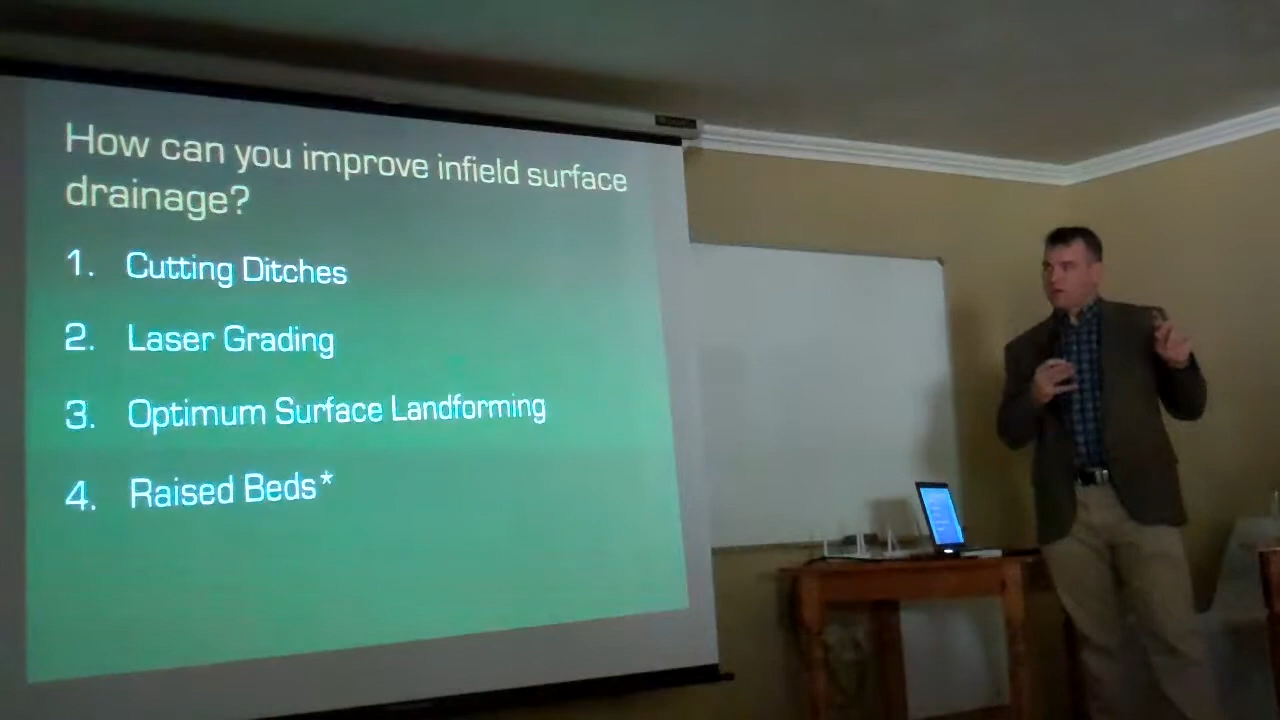 How can you improve infield surface
drainage?
1. Cutting Ditches
2. Laser Grading
3. Optimum Surface Landforming
4. Raised Beds*